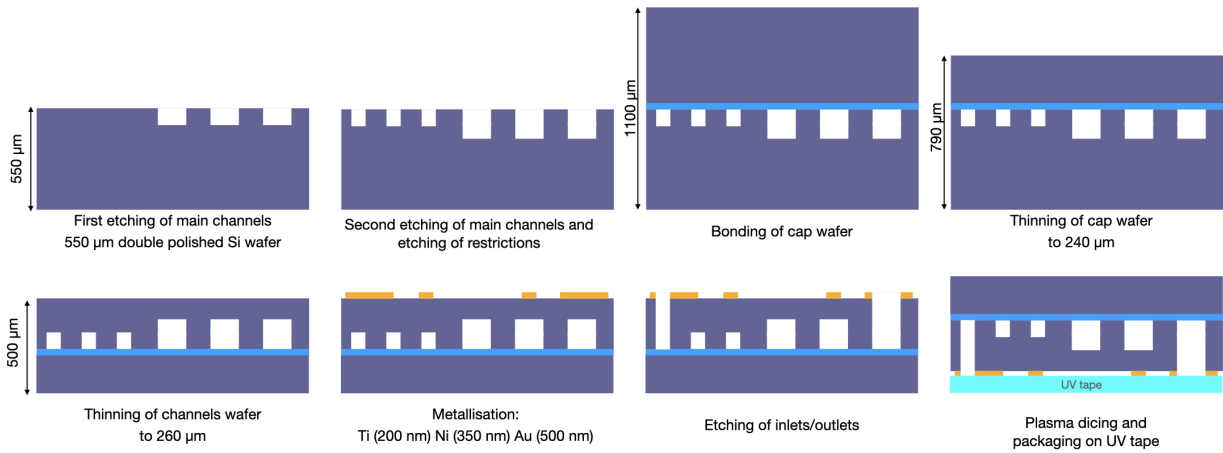 550 µm
First etching of main channels
550 µm double polished Si wafer
Second etching of main channels and
etching of restrictions
1100 µm
Bonding of cap wafer
790 µm
Thinning of cap wafer
to 240 µm
500 µm
Thinning of channels wafer
to 260 µm
Metallisation:
Ti (200 nm) Ni (350 nm) Au (500 nm)
Etching of inlets/outlets
UV tape
Plasma dicing and
packaging on UV tape